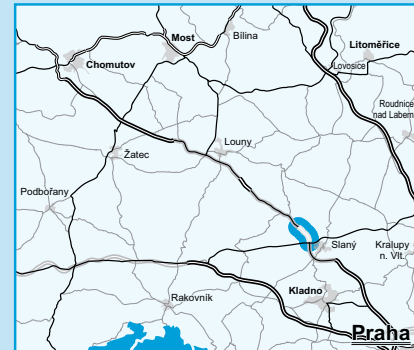 Most
Bílina
Litoměřice
Chomutov
Lovosice
Roudnice
nad Labem
Louny
Žatec
Podbořany
Slaný
Kralupy
n. Vlt.
Kladno
Rakovník
Praha